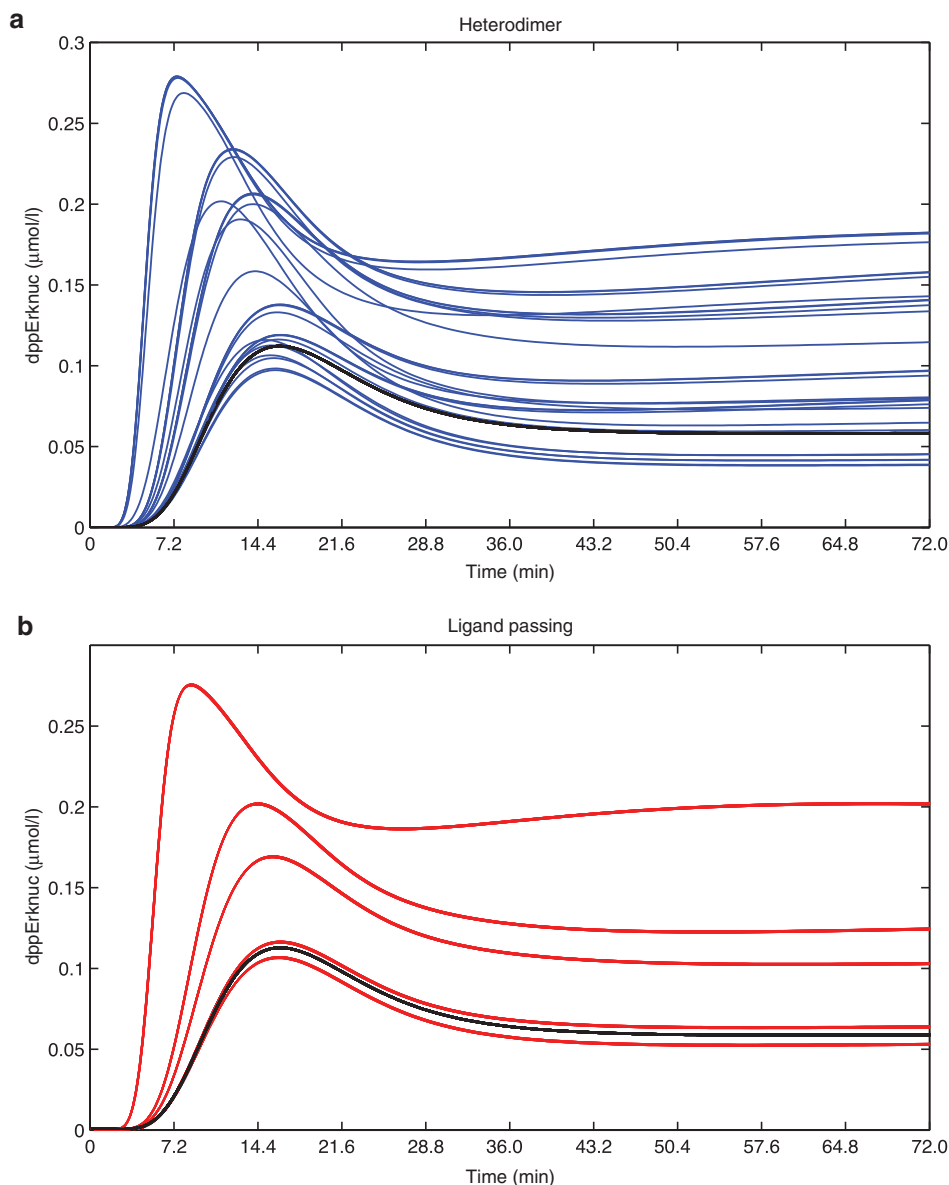 a
Heterodimer
0.3
0.25
0.2
0.15
0.1
0.05
0
dppErknuc (μmol/l)
0 7.2 14.4 21.6 28.8 36.0 43.2 50.4 57.6 64.8 72.0
Time (min)
b
Ligand passing
0.25
0.2
0.15
0.1
0.05
0
dppErknuc (μmol/l)
0 7.2 14.4 21.6 28.8 36.0 43.2 50.4 57.6 64.8 72.0
Time (min)